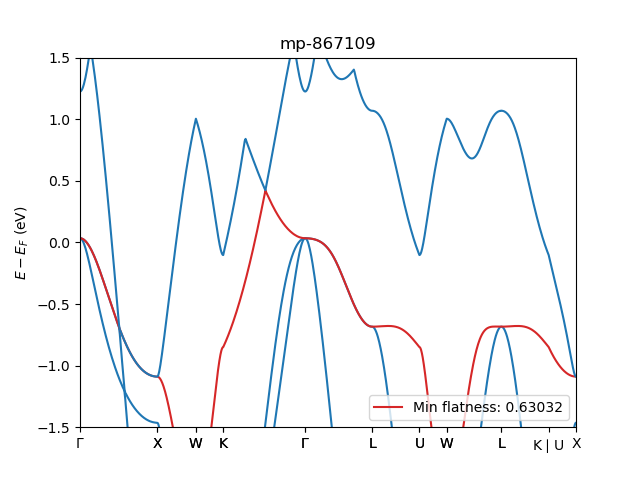 mp-867109
E − E_F (eV)
1.5
1.0
0.5
0.0
−0.5
−1.0
−1.5
Min flatness: 0.63032
Γ X W K Γ L U W L K | U X